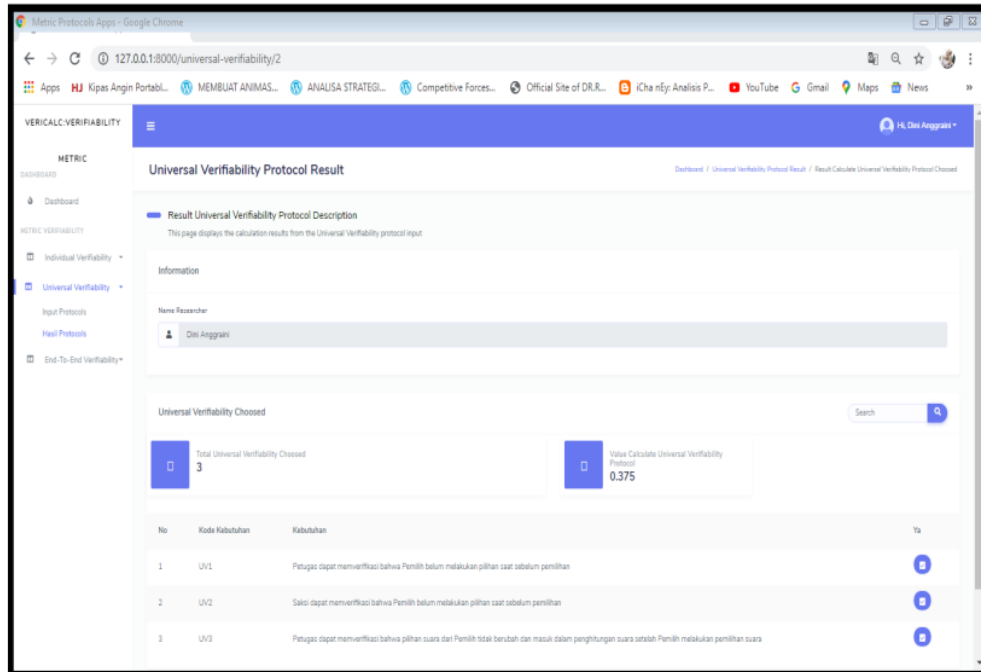 Metric Protocols Apps - Google Chrome
127.0.0.1:8000/universal-verifiability/2
Apps HJ Kipas Angin Portabl... MEMBUAT ANIMAS... ANALISA STRATEGI... Competitive Forces... Official Site of DR.R... iCha nEy: Analisis P... YouTube Gmail Maps News »
VERICALC:VERIFIABILITY
METRIC
Hi, Dini Anggraini
DASHBOARD
Dashboard
METRIC VERIFIABILITY
Individual Verifiability
Universal Verifiability
Input Protocols
Hasil Protocols
End-To-End Verifiability
Universal Verifiability Protocol Result
Dashboard / Universal Verifiability Protocol Result / Result Calculate Universal Verifiability Protocol Choosed
Result Universal Verifiability Protocol Description
This page displays the calculation results from the Universal Verifiability protocol input
Information
Name Researcher
Dini Anggraini
Universal Verifiability Choosed
Search
Total Universal Verifiability Choosed
3
Value Calculate Universal Verifiability
Protocol
0.375
No Kode Kebutuhan Kebutuhan Ya
1 UV1 Petugas dapat memverifikasi bahwa Pemilih belum melakukan pilihan saat sebelum pemilihan
2 UV2 Saksi dapat memverifikasi bahwa Pemilih belum melakukan pilihan saat sebelum pemilihan
3 UV3 Petugas dapat memverifikasi bahwa pilihan suara dari Pemilih tidak berubah dan masuk dalam penghitungan suara setelah Pemilih melakukan pemilihan suara